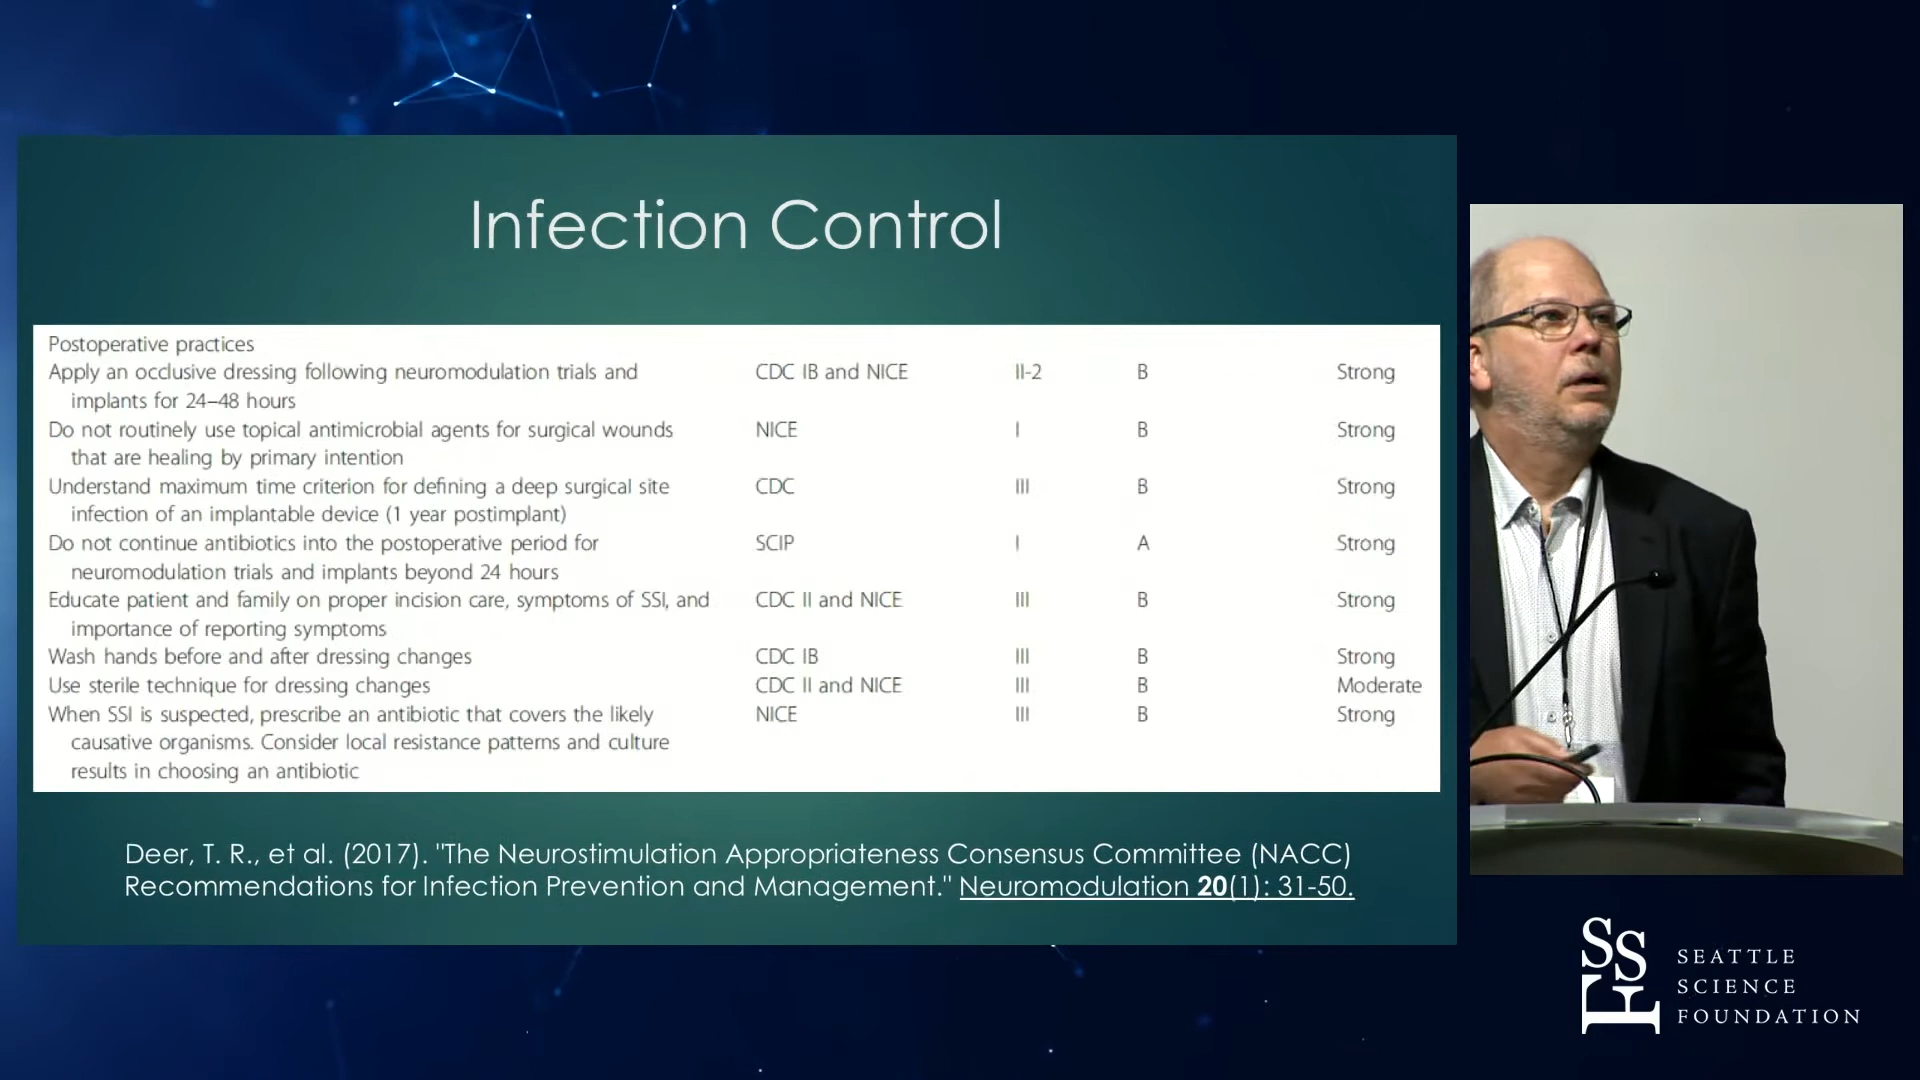 Infection Control
Postoperative practices
Apply an occlusive dressing following neuromodulation trials and CDC IB and NICE II-2 B Strong
implants for 24–48 hours
Do not routinely use topical antimicrobial agents for surgical wounds NICE I B Strong
that are healing by primary intention
Understand maximum time criterion for defining a deep surgical site CDC III B Strong
infection of an implantable device (1 year postimplant)
Do not continue antibiotics into the postoperative period for SCIP I A Strong
neuromodulation trials and implants beyond 24 hours
Educate patient and family on proper incision care, symptoms of SSI, and CDC II and NICE III B Strong
importance of reporting symptoms
Wash hands before and after dressing changes CDC IB III B Strong
Use sterile technique for dressing changes CDC II and NICE III B Moderate
When SSI is suspected, prescribe an antibiotic that covers the likely NICE III B Strong
causative organisms. Consider local resistance patterns and culture
results in choosing an antibiotic
Deer, T. R., et al. (2017). "The Neurostimulation Appropriateness Consensus Committee (NACC)
Recommendations for Infection Prevention and Management." Neuromodulation 20(1): 31-50.
SSF
SEATTLE
SCIENCE
FOUNDATION